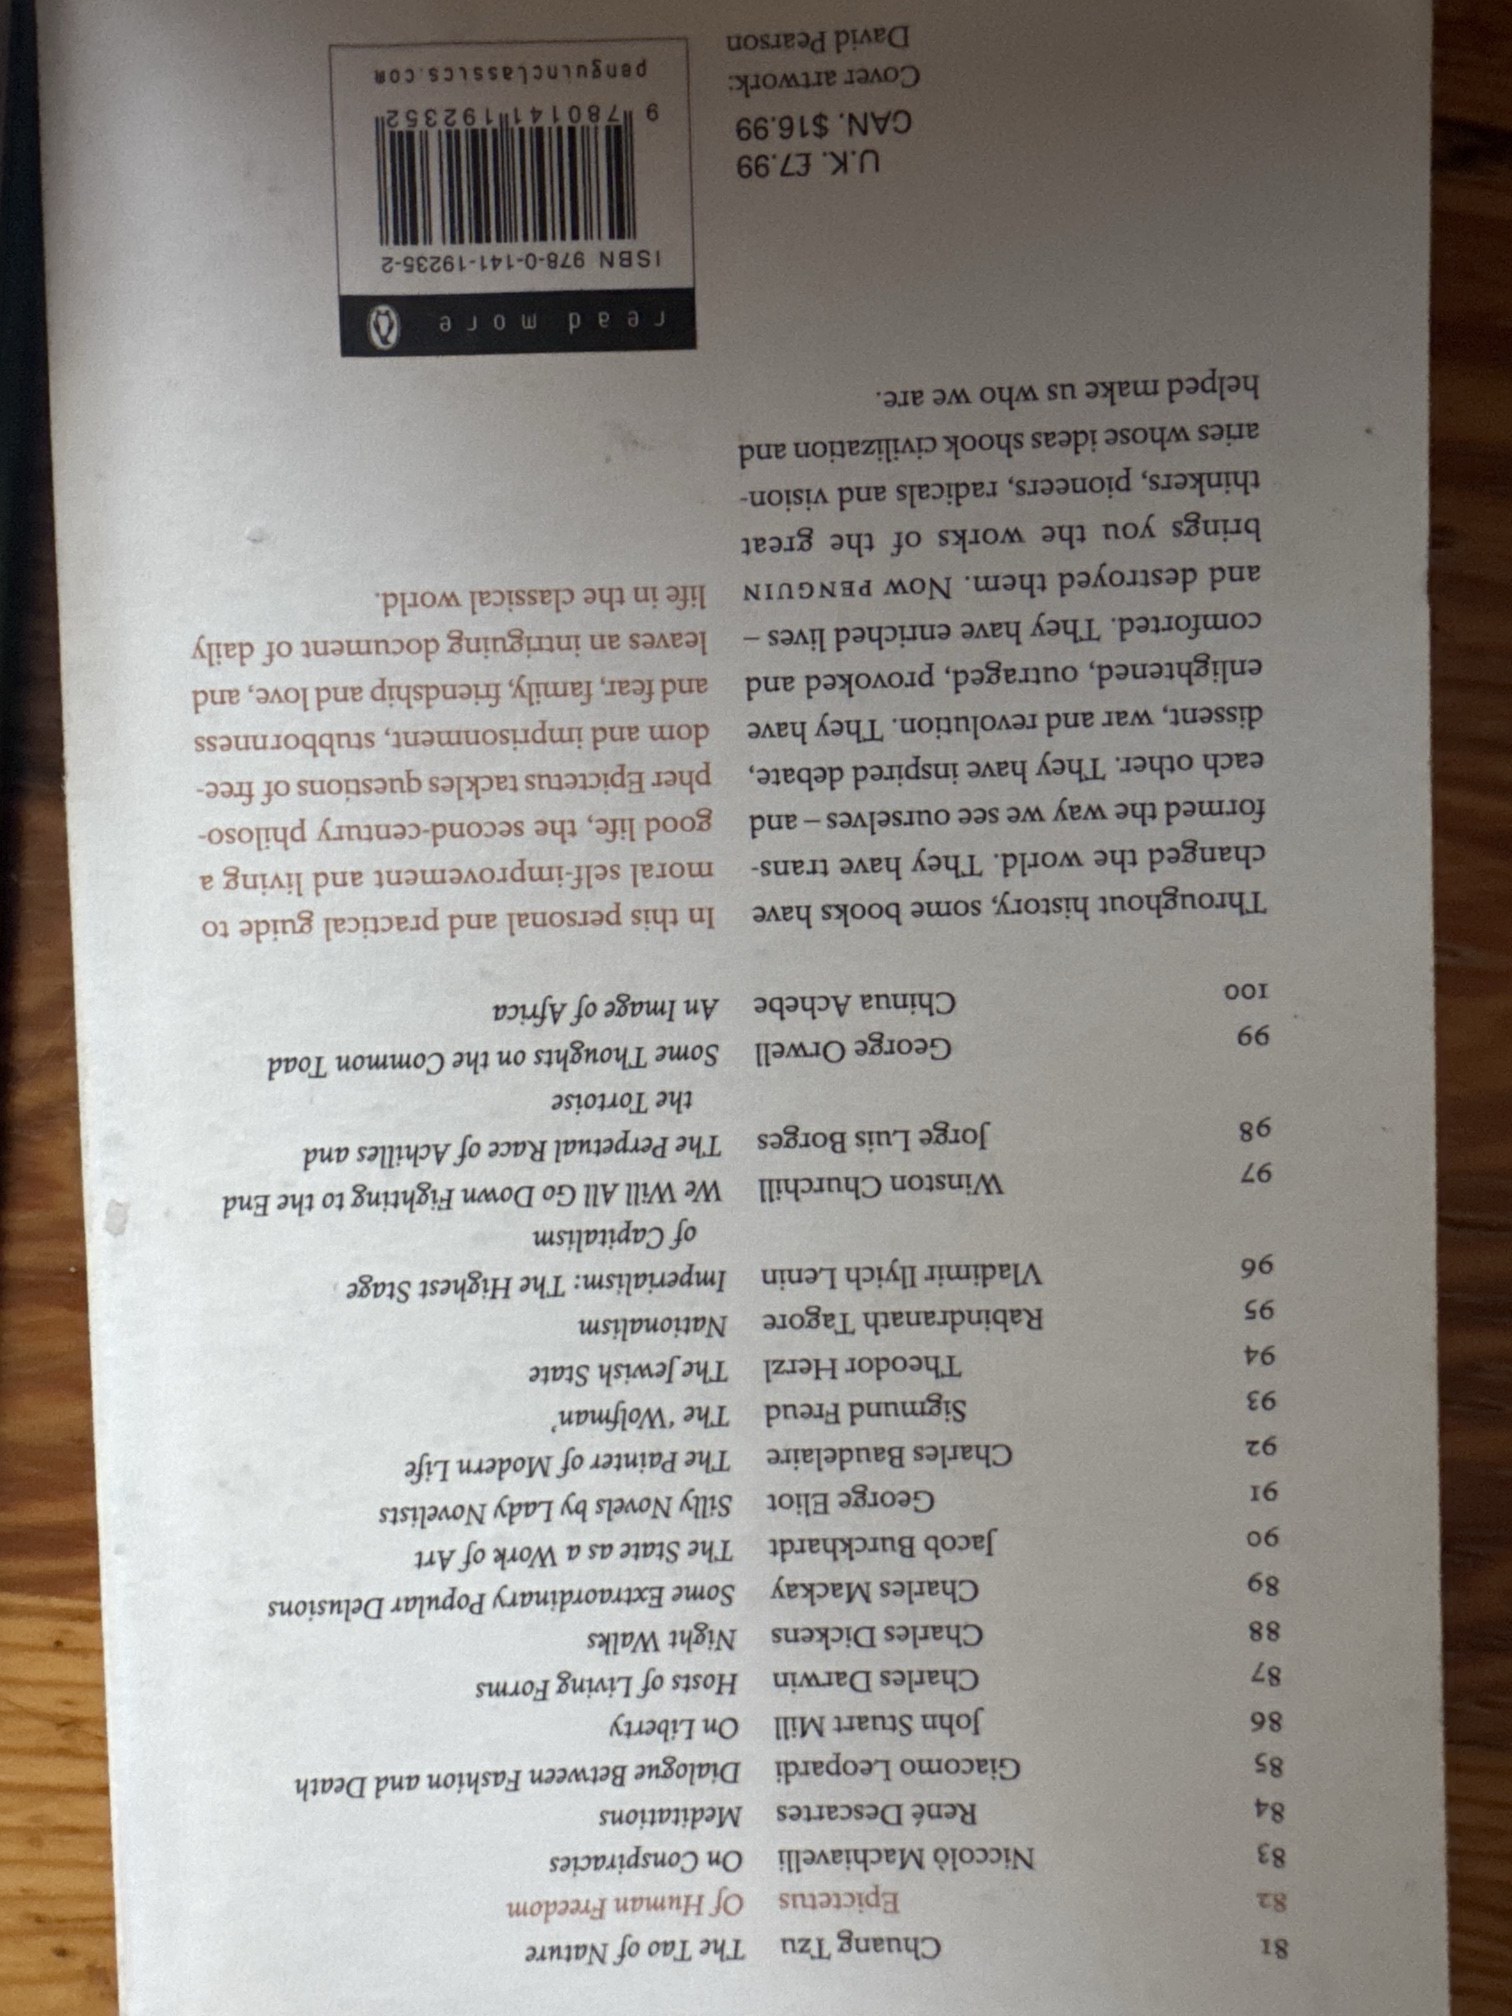 81 Chuang Tzu The Tao of Nature
82 Epictetus Of Human Freedom
83 Niccolò Machiavelli On Conspiracies
84 René Descartes Meditations
85 Giacomo Leopardi Dialogue Between Fashion and Death
86 John Stuart Mill On Liberty
87 Charles Darwin Hosts of Living Forms
88 Charles Dickens Night Walks
89 Charles Mackay Some Extraordinary Popular Delusions
90 Jacob Burckhardt The State as a Work of Art
91 George Eliot Silly Novels by Lady Novelists
92 Charles Baudelaire The Painter of Modern Life
93 Sigmund Freud The 'Wolfman'
94 Theodor Herzl The Jewish State
95 Rabindranath Tagore Nationalism
96 Vladimir Ilyich Lenin Imperialism: The Highest Stage
of Capitalism
97 Winston Churchill We Will All Go Down Fighting to the End
98 Jorge Luis Borges The Perpetual Race of Achilles and
the Tortoise
99 George Orwell Some Thoughts on the Common Toad
100 Chinua Achebe An Image of Africa
Throughout history, some books have
changed the world. They have trans-
formed the way we see ourselves – and
each other. They have inspired debate,
dissent, war and revolution. They have
enlightened, outraged, provoked and
comforted. They have enriched lives –
and destroyed them. Now PENGUIN
brings you the works of the great
thinkers, pioneers, radicals and vision-
aries whose ideas shook civilization and
helped make us who we are.
In this personal and practical guide to
moral self-improvement and living a
good life, the second-century philoso-
pher Epictetus tackles questions of free-
dom and imprisonment, stubbornness
and fear, family, friendship and love, and
leaves an intriguing document of daily
life in the classical world.
U.K. £7.99
CAN. $16.99
Cover artwork:
David Pearson
read more
ISBN 978-0-141-19235-2
9 780141 192352
penguinclassics.com